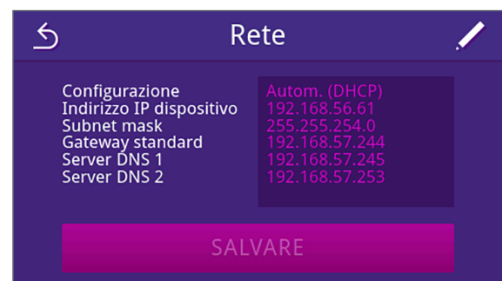 Rete
Configurazione Autom. (DHCP)
Indirizzo IP dispositivo 192.168.56.61
Subnet mask 255.255.254.0
Gateway standard 192.168.57.244
Server DNS 1 192.168.57.245
Server DNS 2 192.168.57.253
SALVARE